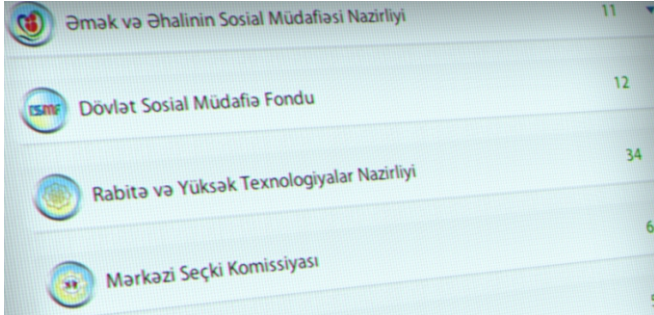 Əmək və Əhalinin Sosial Müdafiəsi Nazirliyi 11
DSMF Dövlət Sosial Müdafiə Fondu 12
Rabitə və Yüksək Texnologiyalar Nazirliyi 34
Mərkəzi Seçki Komissiyası 6